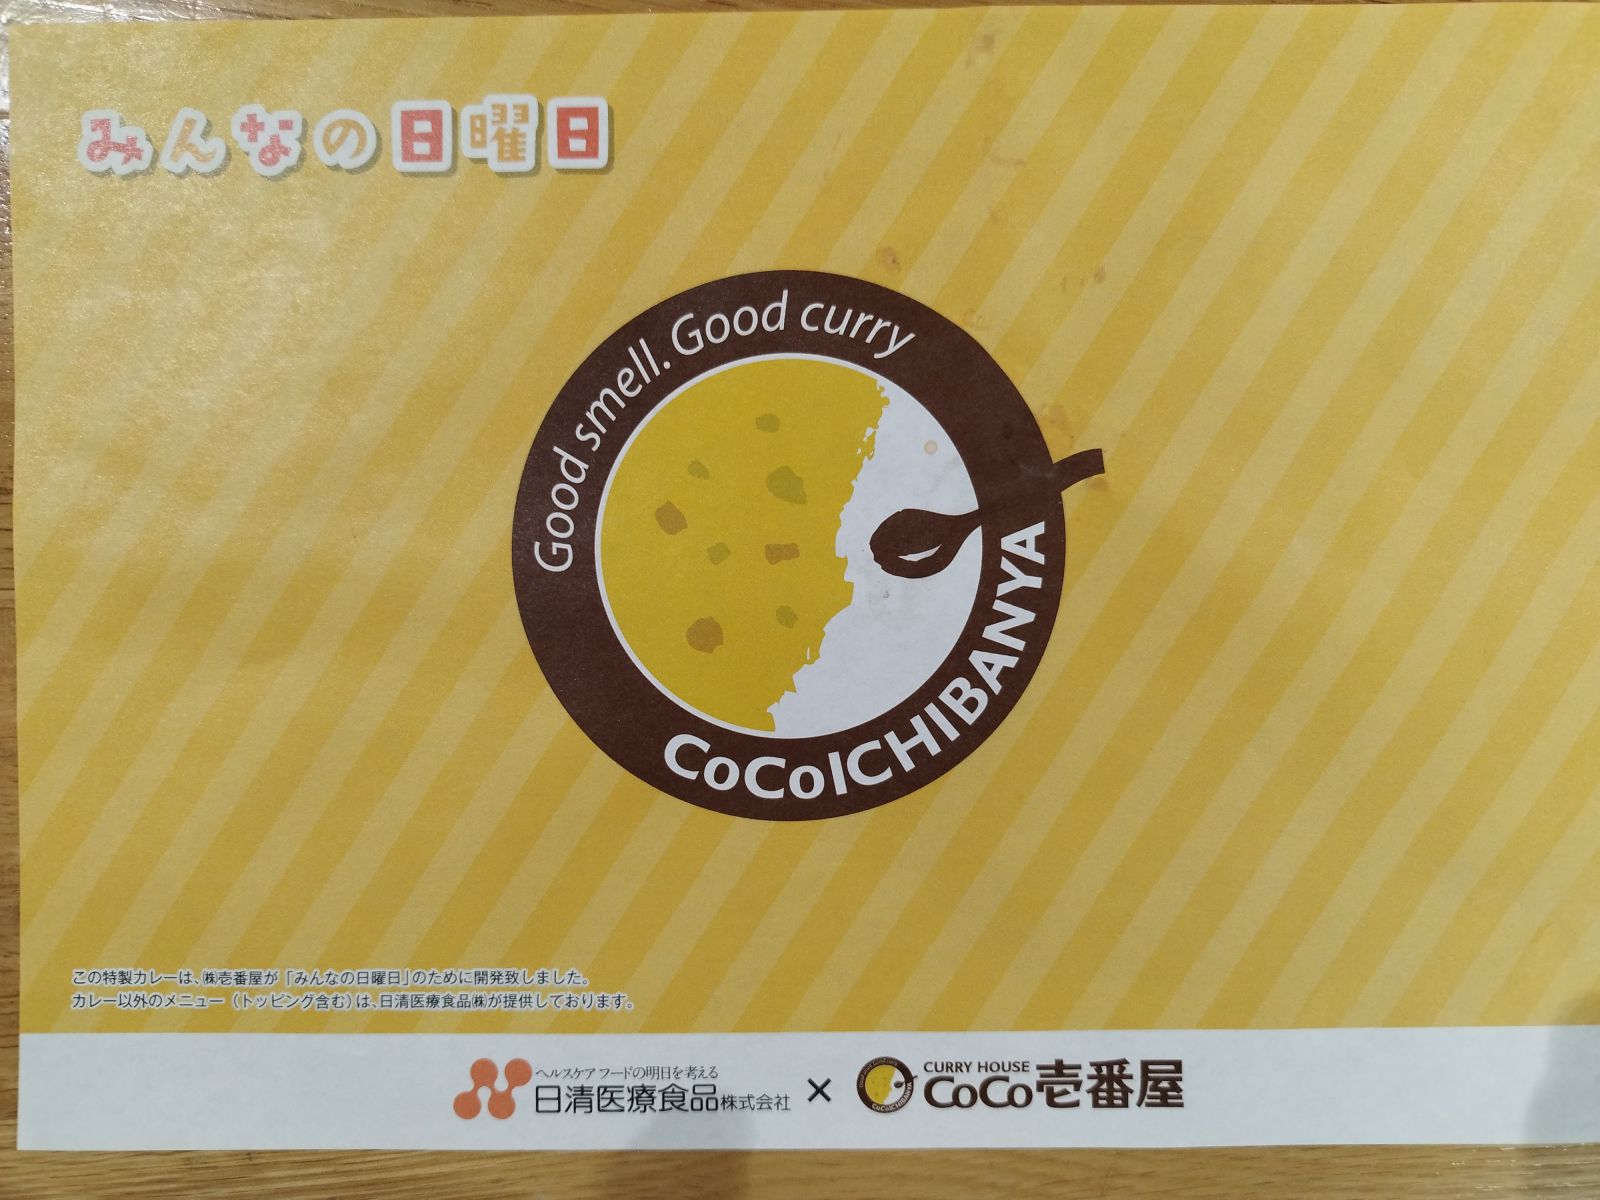 みんなの日曜日
Good smell. Good curry
CoCoICHIBANYA
この特製カレーは、㈱壱番屋が「みんなの日曜日」のために開発致しました。
カレー以外のメニュー（トッピング含む）は、日清医療食品㈱が提供しております。
ヘルスケアフードの明日を考える
日清医療食品株式会社
×
Good smell. Good curry
CoCoICHIBANYA
CURRY HOUSE
CoCo壱番屋